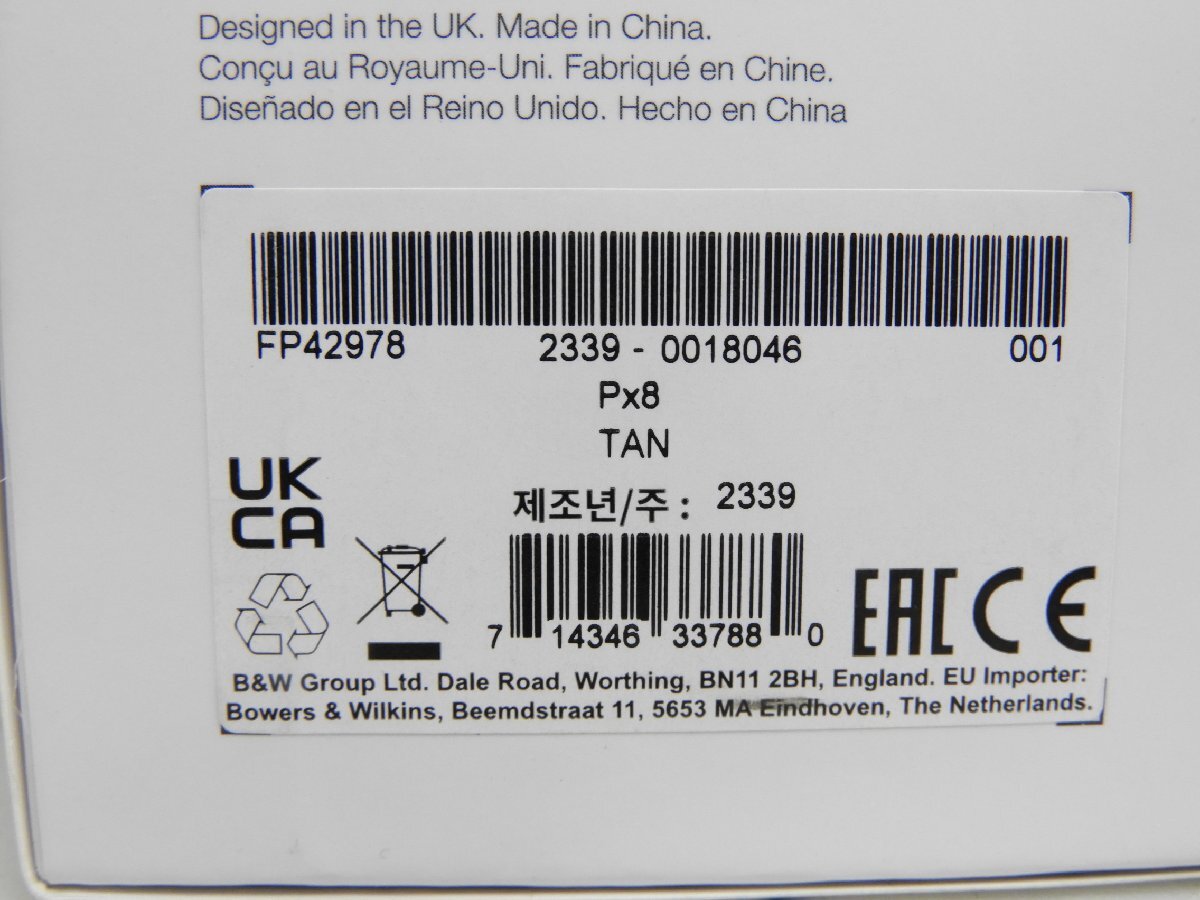 Designed in the UK. Made in China.
Conçu au Royaume-Uni. Fabriqué en Chine.
Diseñado en el Reino Unido. Hecho en China
FP42978 2339 - 0018046 001
Px8
TAN
제조년/주 : 2339
UK
CA
7 14346 33788 0
EAC CE
B&W Group Ltd. Dale Road, Worthing, BN11 2BH, England. EU Importer:
Bowers & Wilkins, Beemdstraat 11, 5653 MA Eindhoven, The Netherlands.